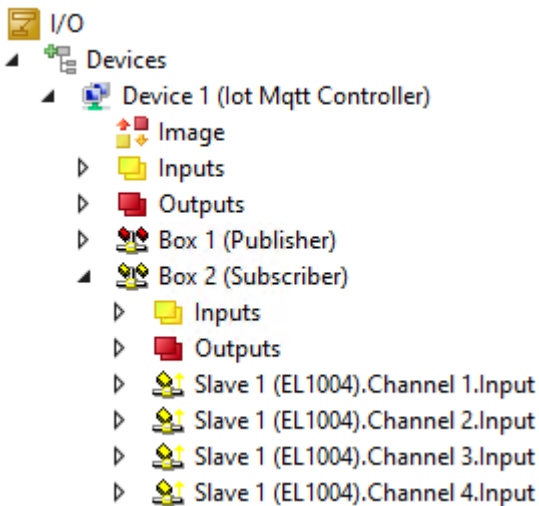 I/O
Devices
Device 1 (Iot Mqtt Controller)
Image
Inputs
Outputs
Box 1 (Publisher)
Box 2 (Subscriber)
Inputs
Outputs
Slave 1 (EL1004).Channel 1.Input
Slave 1 (EL1004).Channel 2.Input
Slave 1 (EL1004).Channel 3.Input
Slave 1 (EL1004).Channel 4.Input